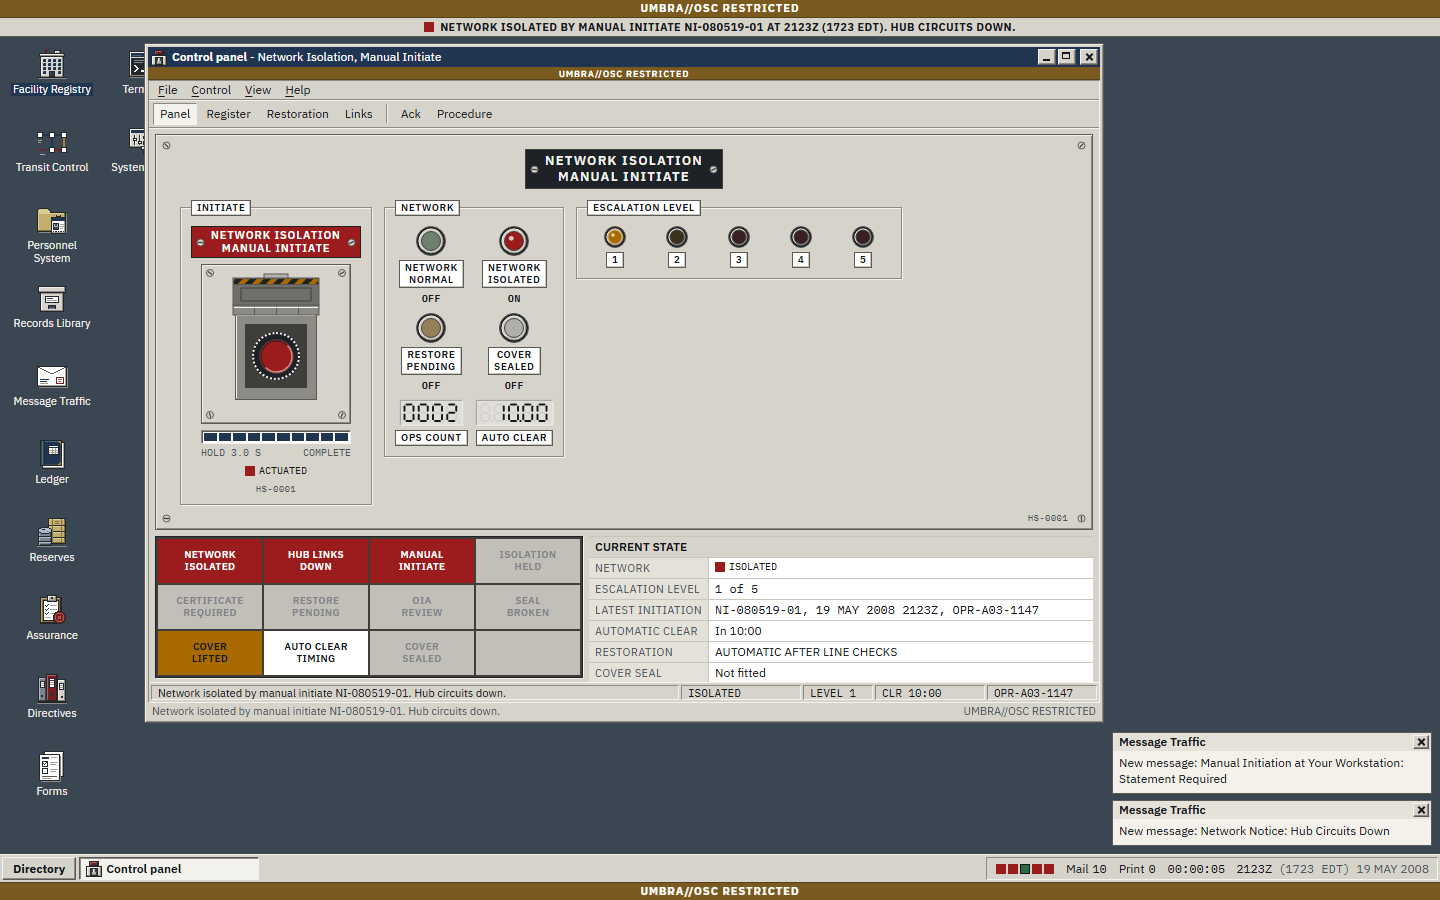 UMBRA//OSC RESTRICTED
NETWORK ISOLATED BY MANUAL INITIATE NI-080519-01 AT 2123Z (1723 EDT). HUB CIRCUITS DOWN.
Facility Registry
Transit Control
Personnel
System
Records Library
Message Traffic
Ledger
Reserves
Assurance
Directives
Forms
Term
System
Control panel - Network Isolation, Manual Initiate
UMBRA//OSC RESTRICTED
File Control View Help
Panel Register Restoration Links Ack Procedure
NETWORK ISOLATION
MANUAL INITIATE
INITIATE
NETWORK ISOLATION
MANUAL INITIATE
HOLD 3.0 S COMPLETE
ACTUATED
HS-0001
NETWORK
NETWORK
NORMAL
OFF
NETWORK
ISOLATED
ON
RESTORE
PENDING
OFF
COVER
SEALED
OFF
0002
OPS COUNT
10:00
AUTO CLEAR
ESCALATION LEVEL
1 2 3 4 5
HS-0001
NETWORK
ISOLATED
HUB LINKS
DOWN
MANUAL
INITIATE
ISOLATION
HELD
CERTIFICATE
REQUIRED
RESTORE
PENDING
OIA
REVIEW
SEAL
BROKEN
COVER
LIFTED
AUTO CLEAR
TIMING
COVER
SEALED
CURRENT STATE
NETWORK ISOLATED
ESCALATION LEVEL 1 of 5
LATEST INITIATION NI-080519-01, 19 MAY 2008 2123Z, OPR-A03-1147
AUTOMATIC CLEAR In 10:00
RESTORATION AUTOMATIC AFTER LINE CHECKS
COVER SEAL Not fitted
Network isolated by manual initiate NI-080519-01. Hub circuits down. ISOLATED LEVEL 1 CLR 10:00 OPR-A03-1147
Network isolated by manual initiate NI-080519-01. Hub circuits down. UMBRA//OSC RESTRICTED
Message Traffic
New message: Manual Initiation at Your Workstation:
Statement Required
Message Traffic
New message: Network Notice: Hub Circuits Down
Directory Control panel Mail 10 Print 0 00:00:05 2123Z (1723 EDT) 19 MAY 2008
UMBRA//OSC RESTRICTED